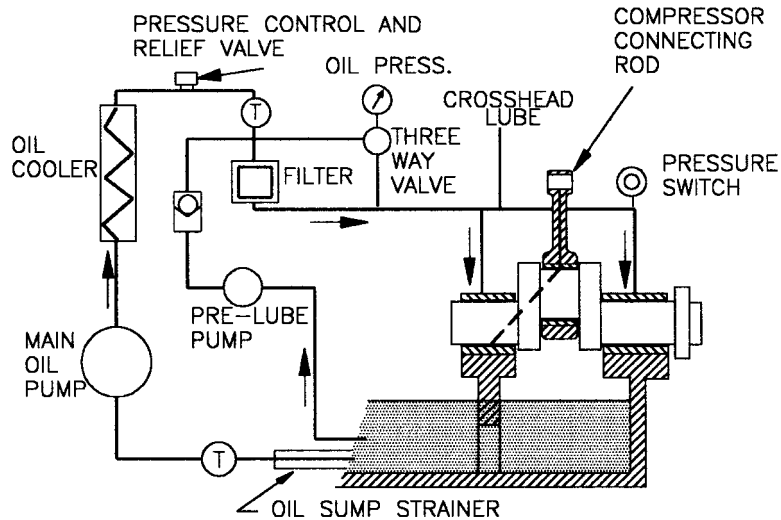 PRESSURE CONTROL AND
RELIEF VALVE
OIL PRESS.
COMPRESSOR
CONNECTING
ROD
CROSSHEAD
LUBE
OIL
COOLER
T
THREE
WAY
VALVE
FILTER
PRESSURE
SWITCH
PRE-LUBE
PUMP
MAIN
OIL
PUMP
T
OIL SUMP STRAINER